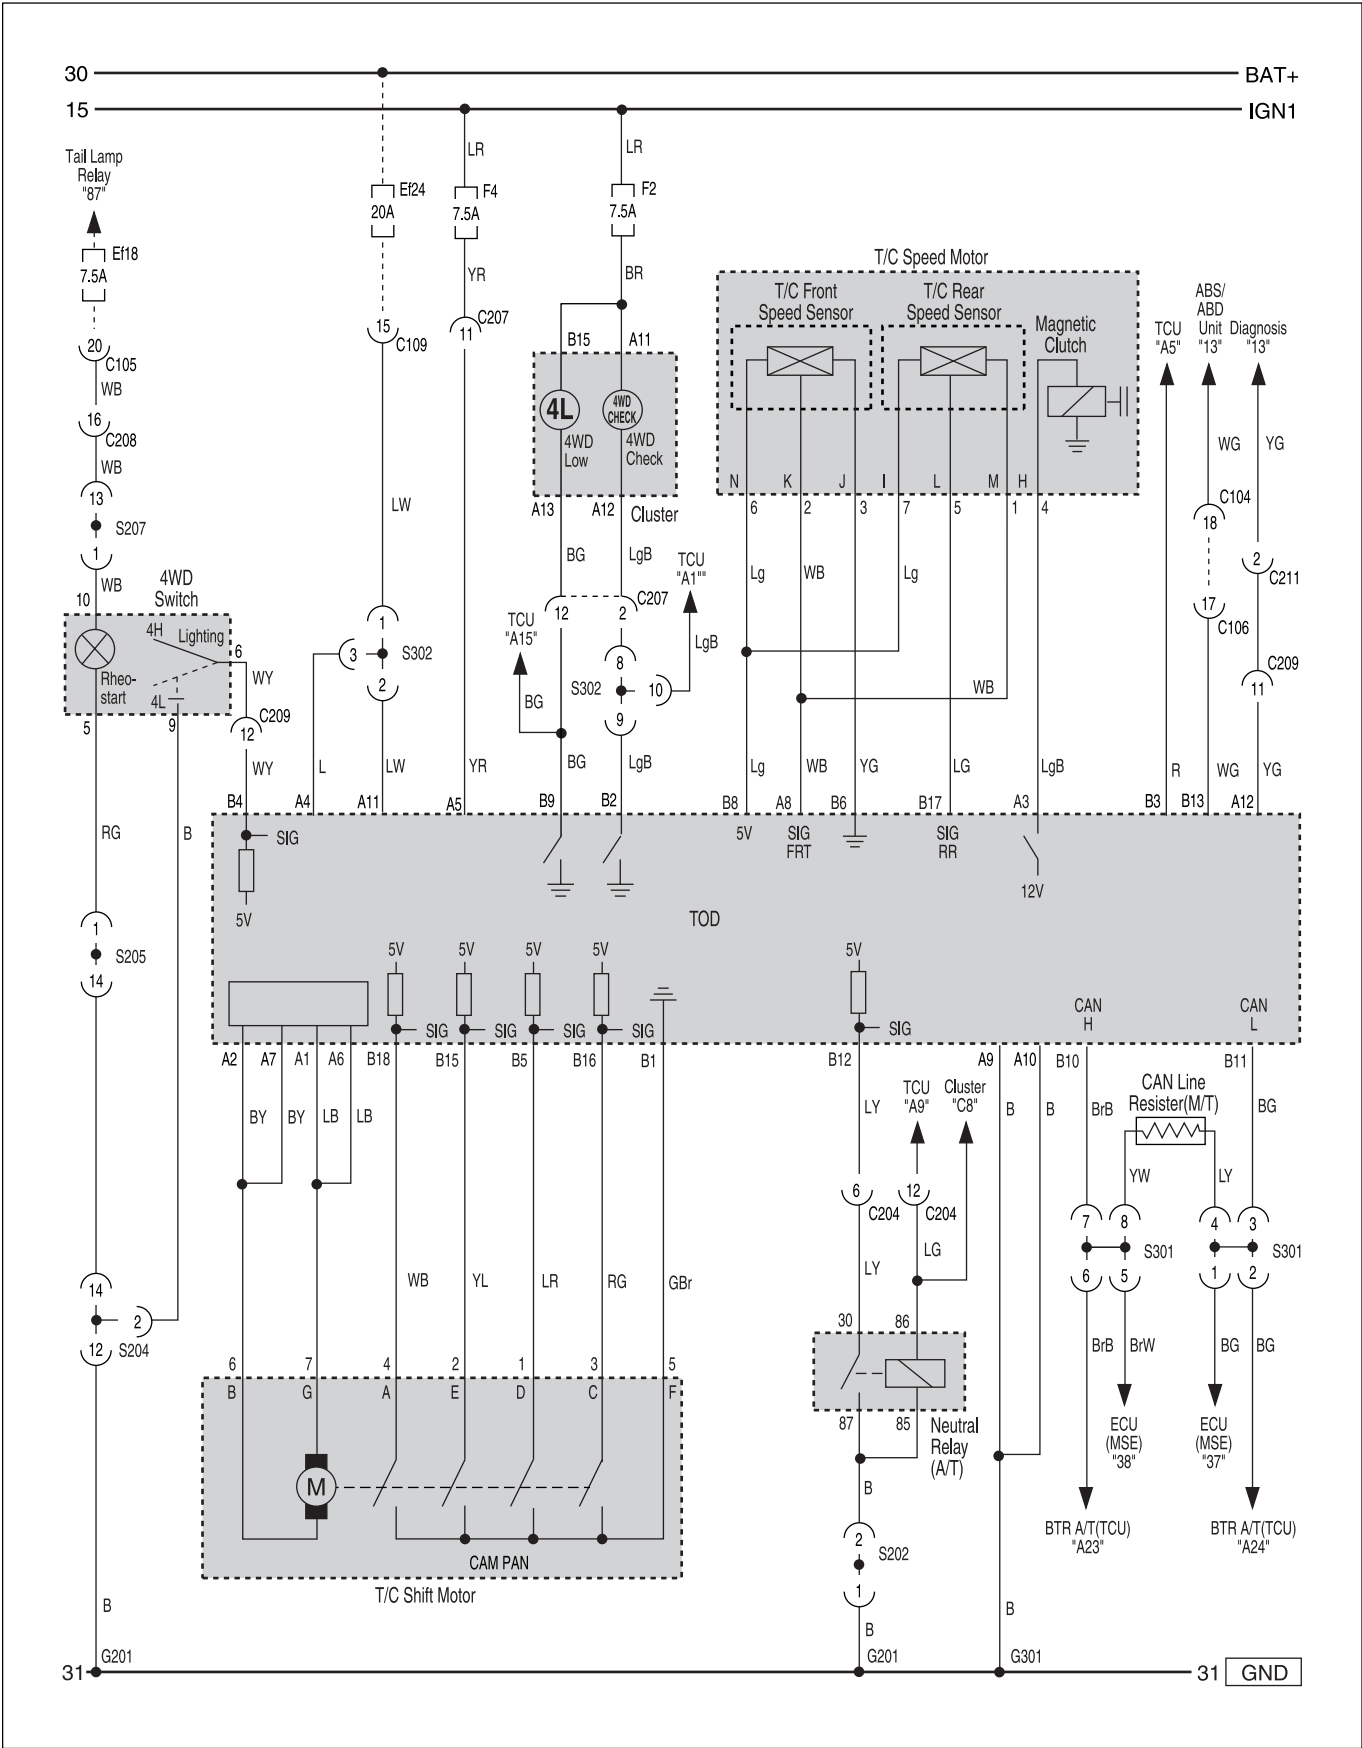 30
BAT+
15
IGN1
Tail Lamp
Relay
"87"
LR
LR
Ef24
20A
F4
7.5A
F2
7.5A
Ef18
7.5A
YR
BR
T/C Speed Motor
T/C Front
Speed Sensor
T/C Rear
Speed Sensor
Magnetic
Clutch
TCU
"A5"
ABS/
ABD
Unit
"13"
Diagnosis
"13"
15
C109
11
C207
20
C105
WB
16
C208
WB
13
S207
1
WB
10
B15
A11
4L
4WD
CHECK
4WD
Low
4WD
Check
A13
A12
Cluster
N
K
J
I
L
M
H
6
2
3
7
5
1
4
WG
YG
C104
18
2
C211
17
C106
C209
11
LW
BG
LgB
TCU
"A1""
Lg
WB
Lg
4WD
Switch
4H
Lighting
6
Rheo-
start
4L
5
9
WY
C209
12
WY
1
3
S302
2
TCU
"A15"
12
2
C207
LgB
8
S302
10
9
BG
WB
L
LW
YR
BG
LgB
Lg
WB
YG
LG
LgB
R
WG
YG
B4
A4
A11
A5
B9
B2
B8
A8
B6
B17
A3
B3
B13
A12
RG
B
SIG
5V
5V
SIG
FRT
SIG
RR
12V
TOD
1
S205
14
5V
5V
5V
5V
5V
SIG
SIG
SIG
SIG
SIG
CAN
H
CAN
L
A2
A7
A1
A6
B18
B15
B5
B16
B1
B12
A9
A10
B10
B11
BY
BY
LB
LB
LY
TCU
"A9"
Cluster
"C8"
B
B
BrB
CAN Line
Resister(M/T)
BG
YW
LY
6
C204
12
C204
7
8
S301
6
5
4
3
S301
1
2
LG
LY
WB
YL
LR
RG
GBr
14
2
12
S204
30
86
87
85
Neutral
Relay
(A/T)
BrB
BrW
BG
BG
6
7
4
2
1
3
5
B
G
A
E
D
C
F
M
CAM PAN
T/C Shift Motor
ECU
(MSE)
"38"
ECU
(MSE)
"37"
BTR A/T(TCU)
"A23"
BTR A/T(TCU)
"A24"
B
2
S202
1
B
B
B
G201
G201
G301
31
31
GND